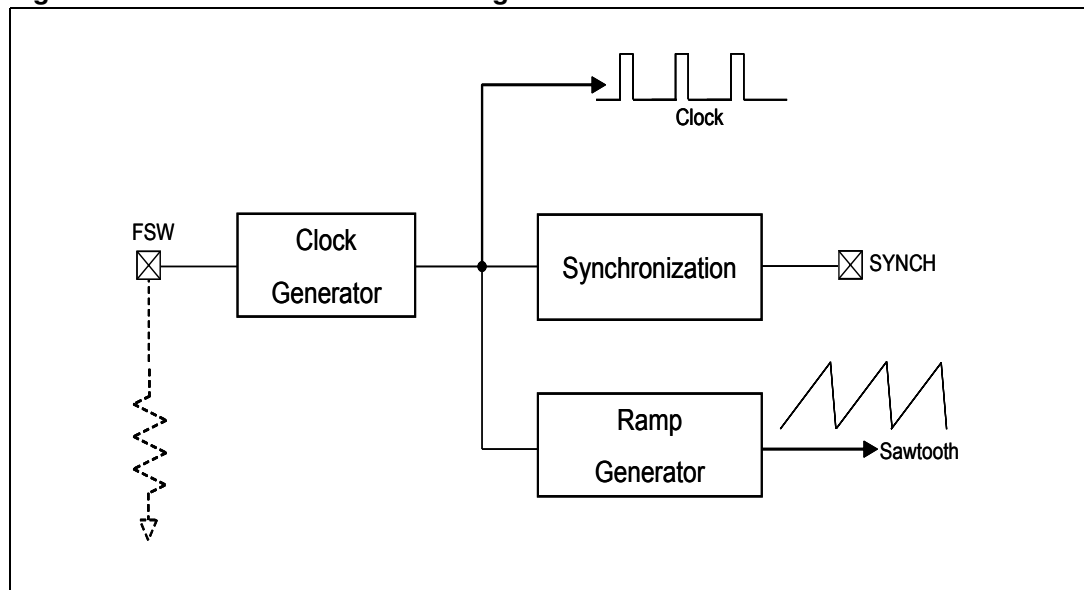 Clock
FSW
Clock
Generator
Synchronization
SYNCH
Ramp
Generator
Sawtooth